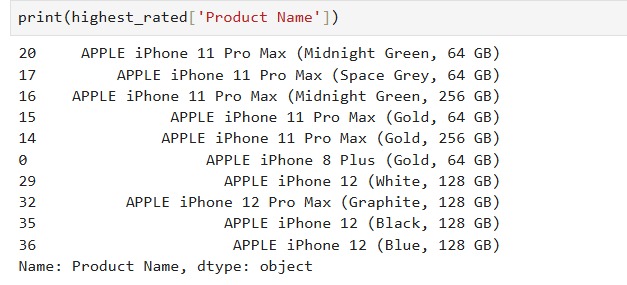 print(highest_rated['Product Name'])
20 APPLE iPhone 11 Pro Max (Midnight Green, 64 GB)
17 APPLE iPhone 11 Pro Max (Space Grey, 64 GB)
16 APPLE iPhone 11 Pro Max (Midnight Green, 256 GB)
15 APPLE iPhone 11 Pro Max (Gold, 64 GB)
14 APPLE iPhone 11 Pro Max (Gold, 256 GB)
0 APPLE iPhone 8 Plus (Gold, 64 GB)
29 APPLE iPhone 12 (White, 128 GB)
32 APPLE iPhone 12 Pro Max (Graphite, 128 GB)
35 APPLE iPhone 12 (Black, 128 GB)
36 APPLE iPhone 12 (Blue, 128 GB)
Name: Product Name, dtype: object